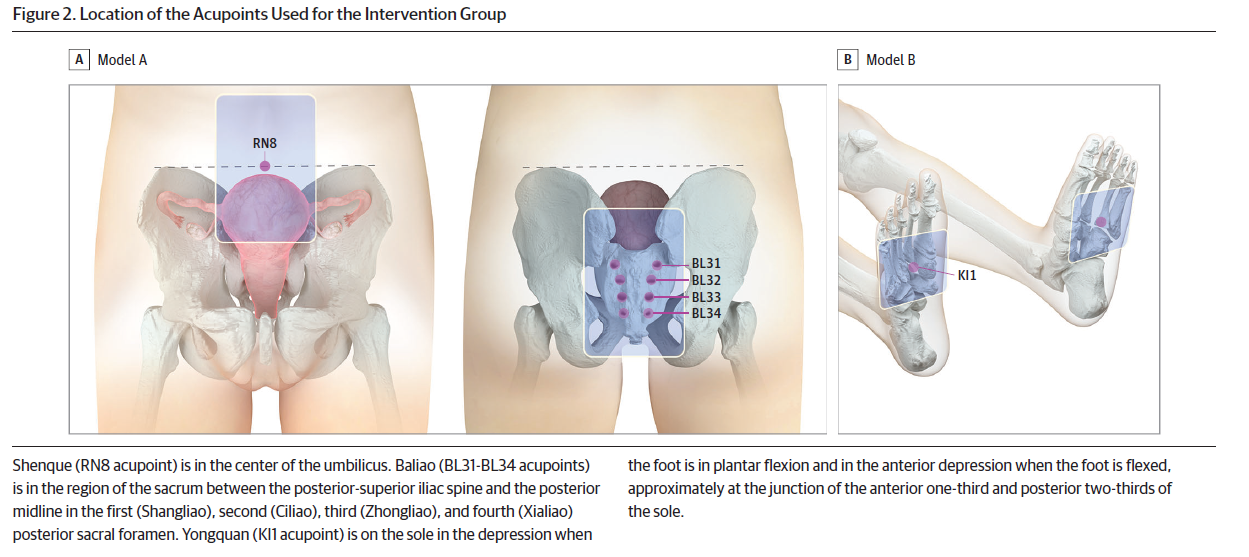 Figure 2. Location of the Acupoints Used for the Intervention Group
A Model A
B Model B
RN8
BL31
BL32
BL33
BL34
KI1
Shenque (RN8 acupoint) is in the center of the umbilicus. Baliao (BL31-BL34 acupoints)
is in the region of the sacrum between the posterior-superior iliac spine and the posterior
midline in the first (Shangliao), second (Ciliao), third (Zhongliao), and fourth (Xialiao)
posterior sacral foramen. Yongquan (KI1 acupoint) is on the sole in the depression when
the foot is in plantar flexion and in the anterior depression when the foot is flexed,
approximately at the junction of the anterior one-third and posterior two-thirds of
the sole.